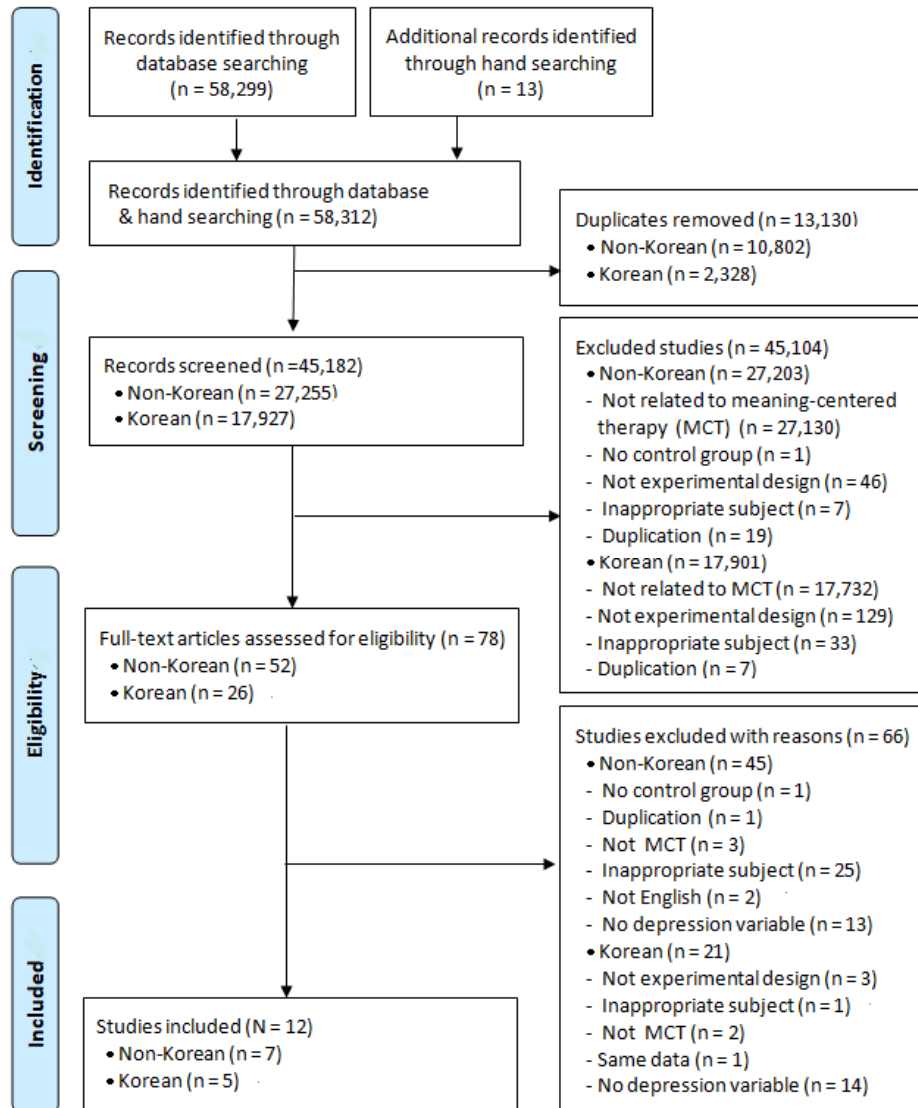 Identification
Records identified through
database searching
(n = 58,299)
Additional records identified
through hand searching
(n = 13)
Records identified through database
& hand searching (n = 58,312)
Duplicates removed (n = 13,130)
• Non-Korean (n = 10,802)
• Korean (n = 2,328)
Screening
Records screened (n =45,182)
• Non-Korean (n = 27,255)
• Korean (n = 17,927)
Excluded studies (n = 45,104)
• Non-Korean (n = 27,203)
- Not related to meaning-centered
therapy (MCT) (n = 27,130)
- No control group (n = 1)
- Not experimental design (n = 46)
- Inappropriate subject (n = 7)
- Duplication (n = 19)
• Korean (n = 17,901)
- Not related to MCT (n = 17,732)
- Not experimental design (n = 129)
- Inappropriate subject (n = 33)
- Duplication (n = 7)
Eligibility
Full-text articles assessed for eligibility (n = 78)
• Non-Korean (n = 52)
• Korean (n = 26)
Studies excluded with reasons (n = 66)
• Non-Korean (n = 45)
- No control group (n = 1)
- Duplication (n = 1)
- Not MCT (n = 3)
- Inappropriate subject (n = 25)
- Not English (n = 2)
- No depression variable (n = 13)
• Korean (n = 21)
- Not experimental design (n = 3)
- Inappropriate subject (n = 1)
- Not MCT (n = 2)
- Same data (n = 1)
- No depression variable (n = 14)
Included
Studies included (N = 12)
• Non-Korean (n = 7)
• Korean (n = 5)